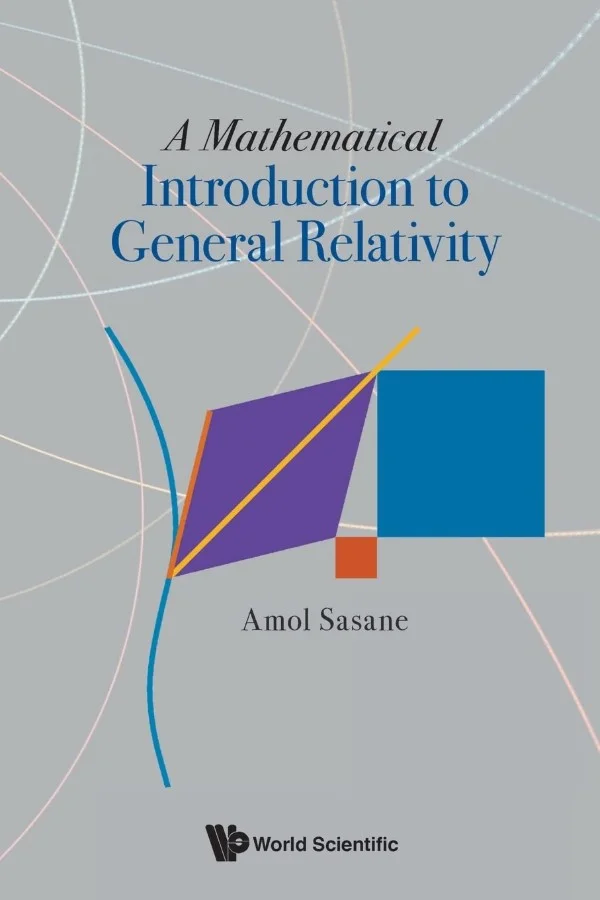 A Mathematical
Introduction to
General Relativity
Amol Sasane
World Scientific